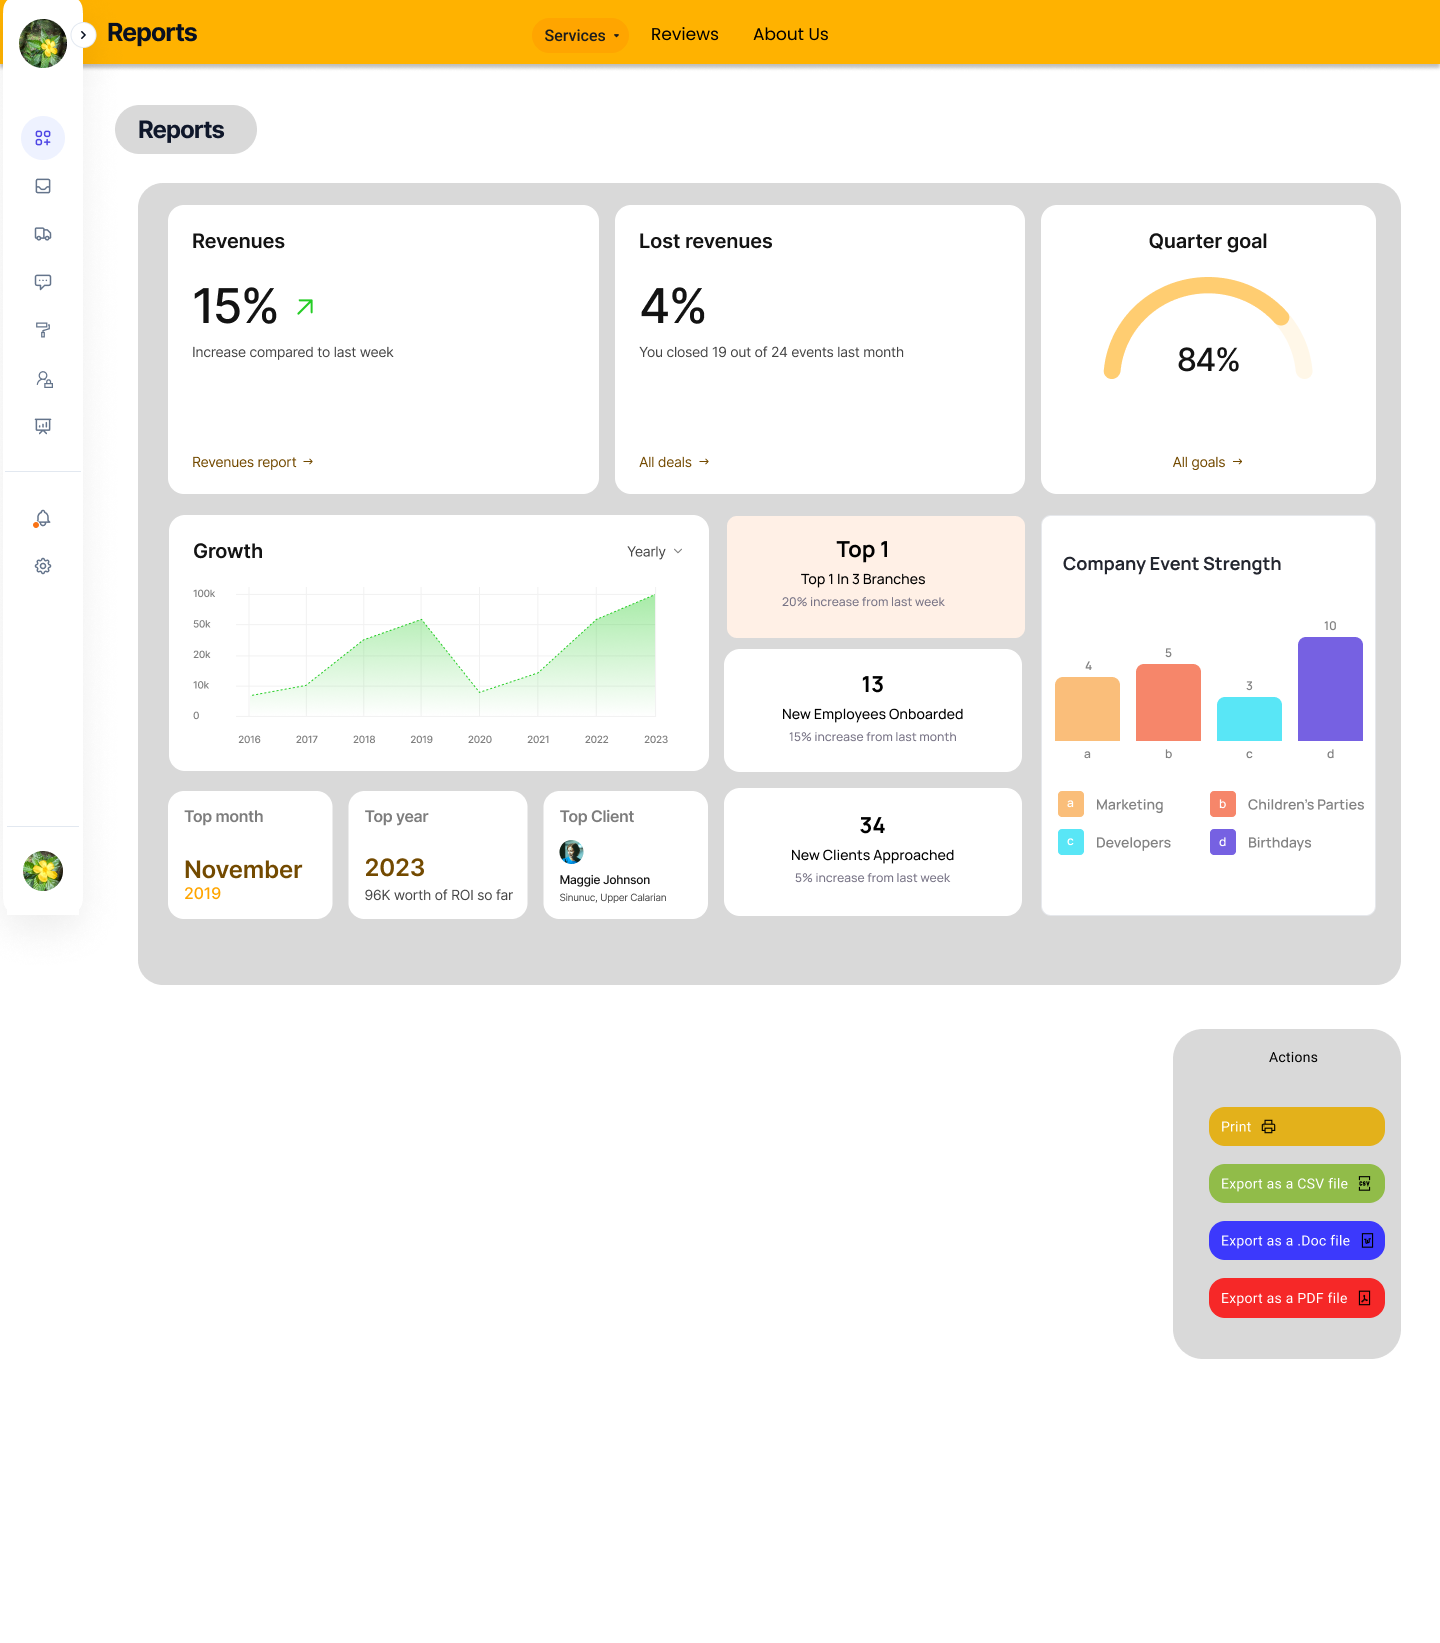 Reports
Services
Reviews
About Us
Reports
Revenues
15%
Increase compared to last week
Revenues report →
Lost revenues
4%
You closed 19 out of 24 events last month
All deals →
Quarter goal
84%
All goals →
Growth
Yearly
100k
50k
20k
10k
0
2016 2017 2018 2019 2020 2021 2022 2023
Top 1
Top 1 In 3 Branches
20% increase from last week
13
New Employees Onboarded
15% increase from last month
34
New Clients Approached
5% increase from last week
Company Event Strength
4 5 3 10
a b c d
a Marketing
b Children's Parties
c Developers
d Birthdays
Top month
November
2019
Top year
2023
96K worth of ROI so far
Top Client
Maggie Johnson
Sinunuc, Upper Calarian
Actions
Print
Export as a CSV file
CSV
Export as a .Doc file
W
Export as a PDF file